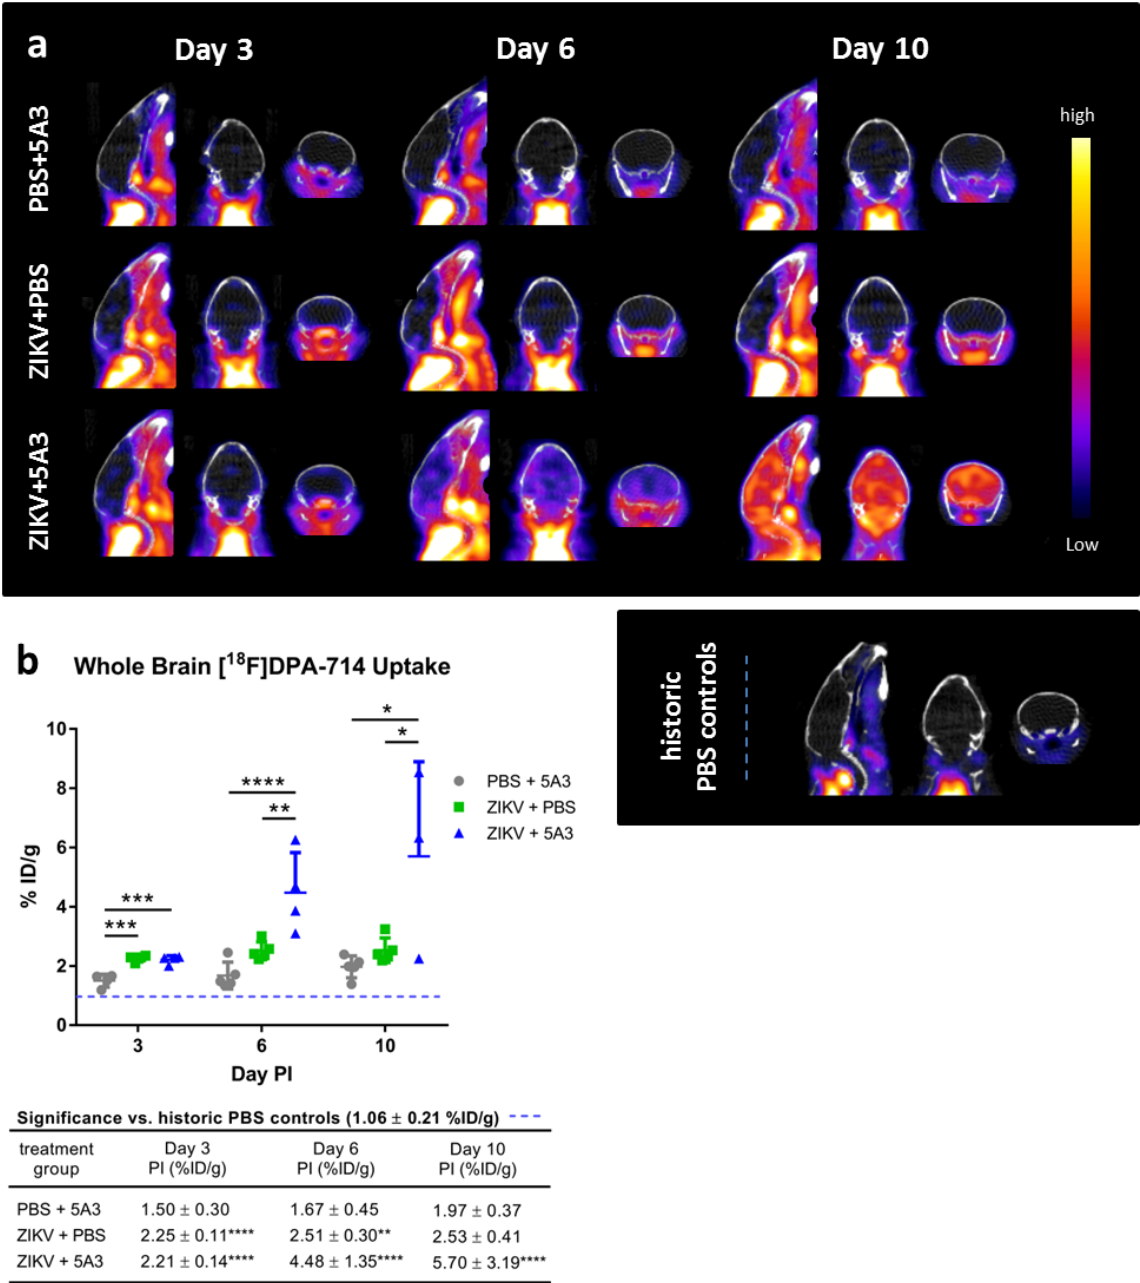 a
Day 3
Day 6
Day 10
PBS+5A3
ZIKV+PBS
ZIKV+5A3
high
Low
historic
PBS controls
b
Whole Brain [¹⁸F]DPA-714 Uptake
10
8
6
4
2
0
% ID/g
***
***
****
**
*
*
PBS + 5A3
ZIKV + PBS
ZIKV + 5A3
3
6
10
Day PI
Significance vs. historic PBS controls (1.06 ± 0.21 %ID/g)
treatment group
Day 3 PI (%ID/g)
Day 6 PI (%ID/g)
Day 10 PI (%ID/g)
PBS + 5A3 1.50 ± 0.30 1.67 ± 0.45 1.97 ± 0.37
ZIKV + PBS 2.25 ± 0.11**** 2.51 ± 0.30** 2.53 ± 0.41
ZIKV + 5A3 2.21 ± 0.14**** 4.48 ± 1.35**** 5.70 ± 3.19****